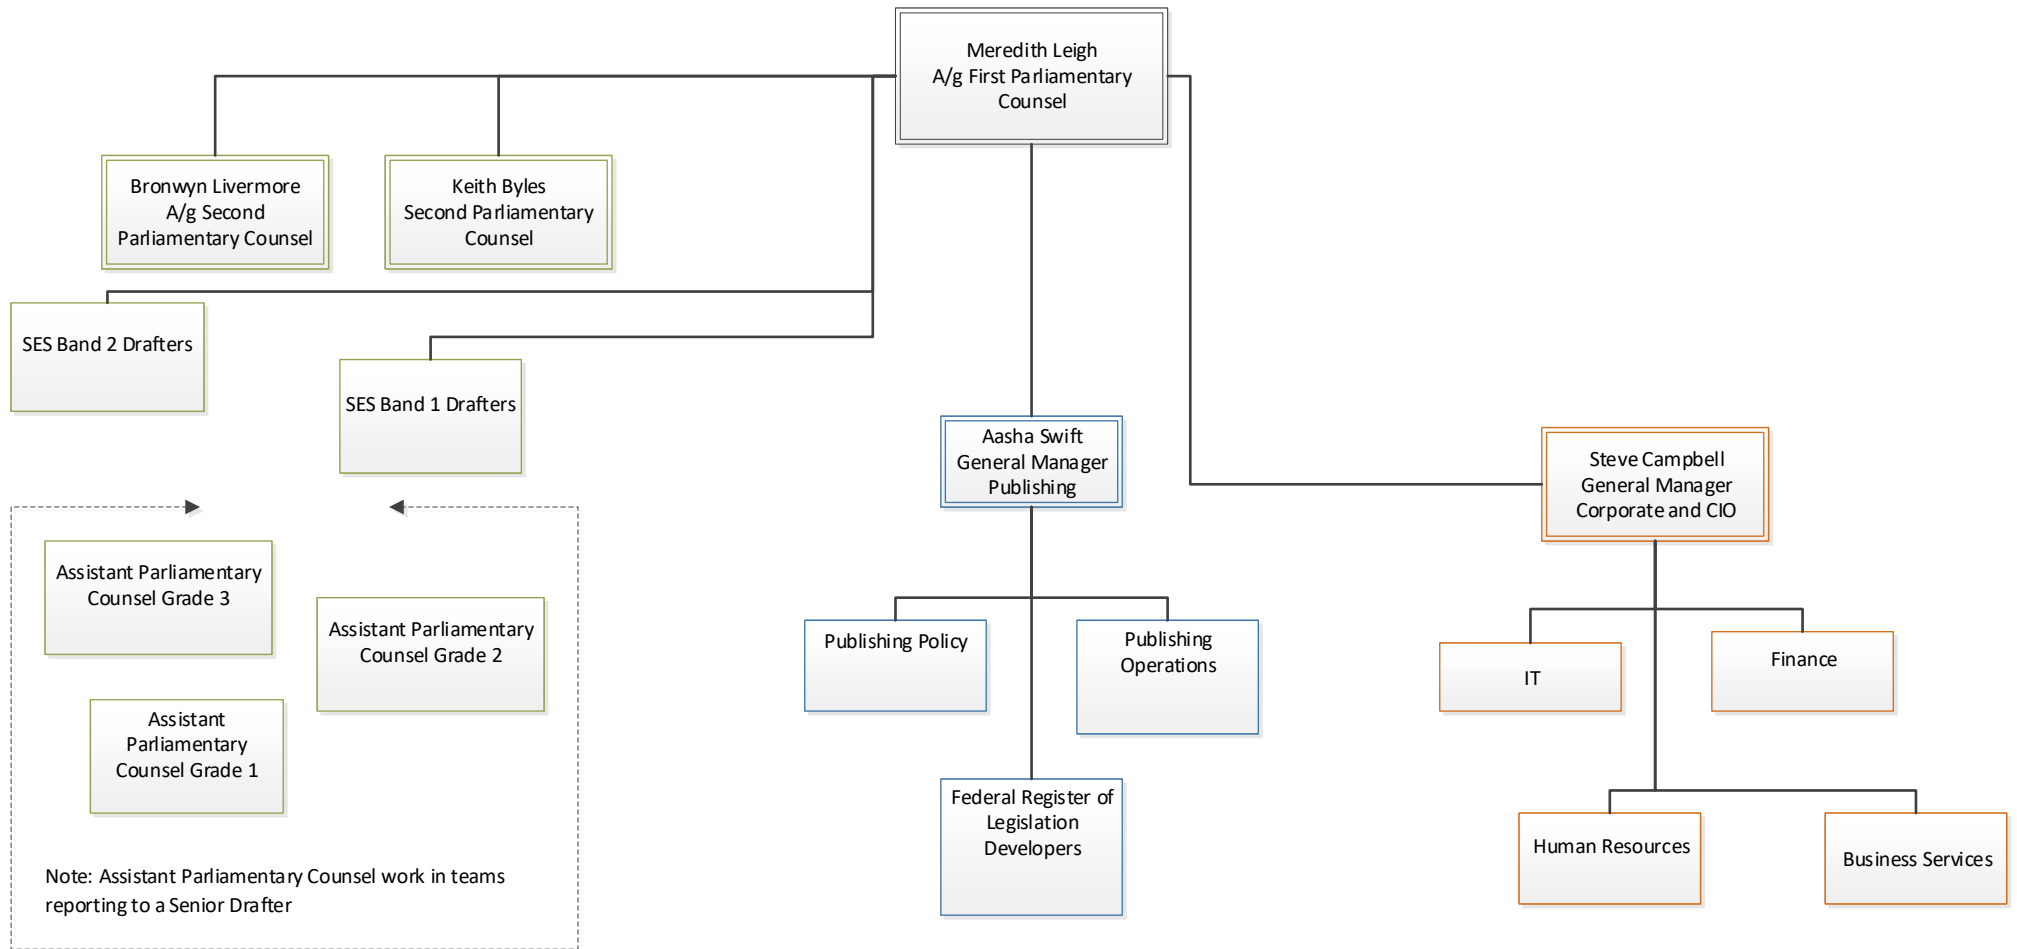 Meredith Leigh
A/g First Parliamentary
Counsel
Bronwyn Livermore
A/g Second
Parliamentary Counsel
Keith Byles
Second Parliamentary
Counsel
SES Band 2 Drafters
SES Band 1 Drafters
Aasha Swift
General Manager
Publishing
Steve Campbell
General Manager
Corporate and CIO
Assistant Parliamentary
Counsel Grade 3
Assistant Parliamentary
Counsel Grade 2
Assistant
Parliamentary
Counsel Grade 1
Note: Assistant Parliamentary Counsel work in teams
reporting to a Senior Drafter
Publishing Policy
Publishing
Operations
Federal Register of
Legislation
Developers
IT
Finance
Human Resources
Business Services